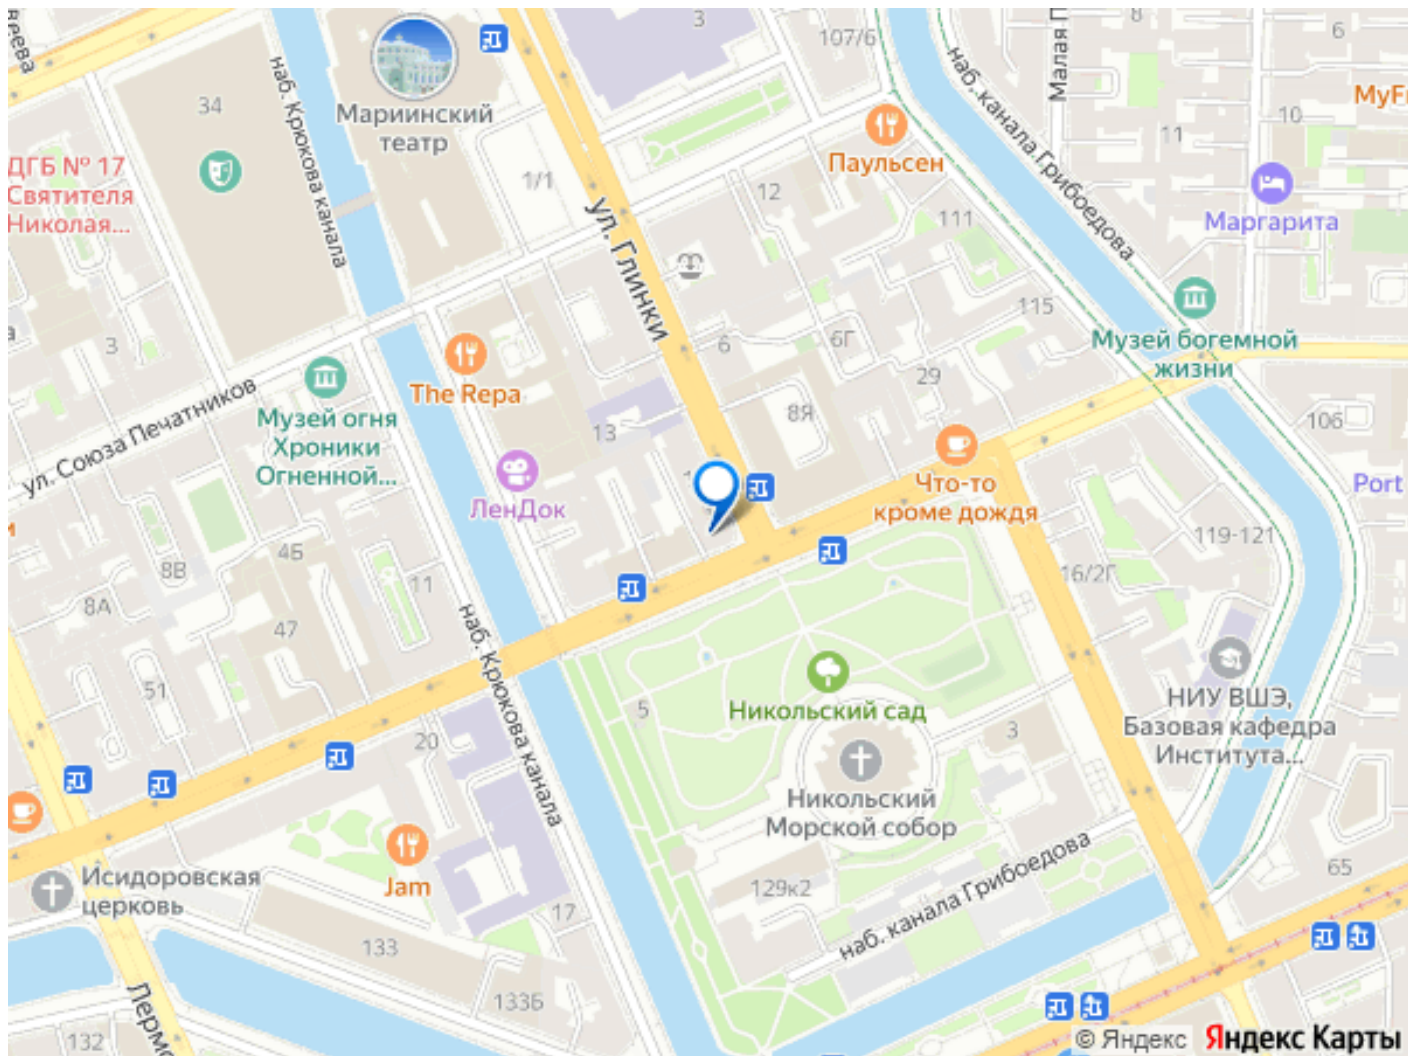 3
107/6
8
6
наб. Крюкова канала
Мариинский
театр
34
наб. канала Грибоедова
Малая
MyF
10
11
Паульсен
ДГБ № 17
Святителя
Николая...
1/1
12
ул. Глинки
111
Маргарита
115
3
6
6Г
The Repa
Музей богемной
жизни
29
Музей огня
Хроники
Огненной...
ул. Союза Печатников
8Я
13
106
ЛенДок
Что-то
кроме дождя
Port
119-121
4Б
8В
11
8А
16/2Г
47
наб. Крюкова канала
51
5
Никольский сад
3
НИУ ВШЭ,
Базовая кафедра
Института...
20
Никольский
Морской собор
Jam
Исидоровская
церковь
129к2
наб. канала Грибоедова
65
17
133
133Б
Лермо
132
© Яндекс Яндекс Карты